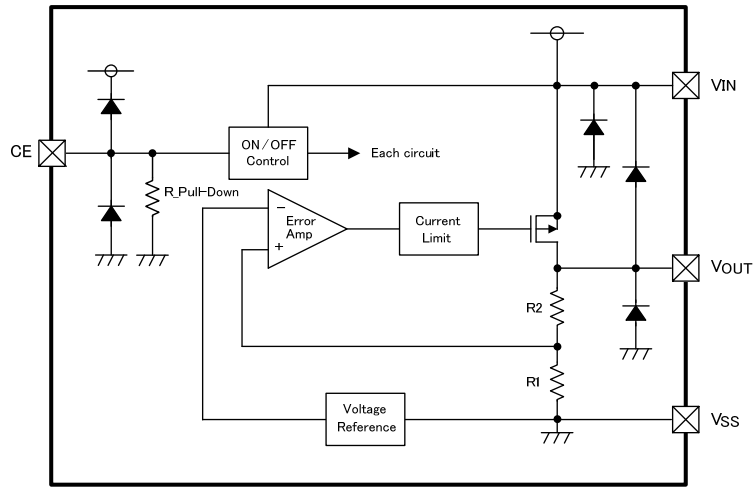 VIN
CE
ON/OFF
Control
Each circuit
R_Pull-Down
−
Error
Amp
+
Current
Limit
VOUT
R2
R1
Voltage
Reference
VSS